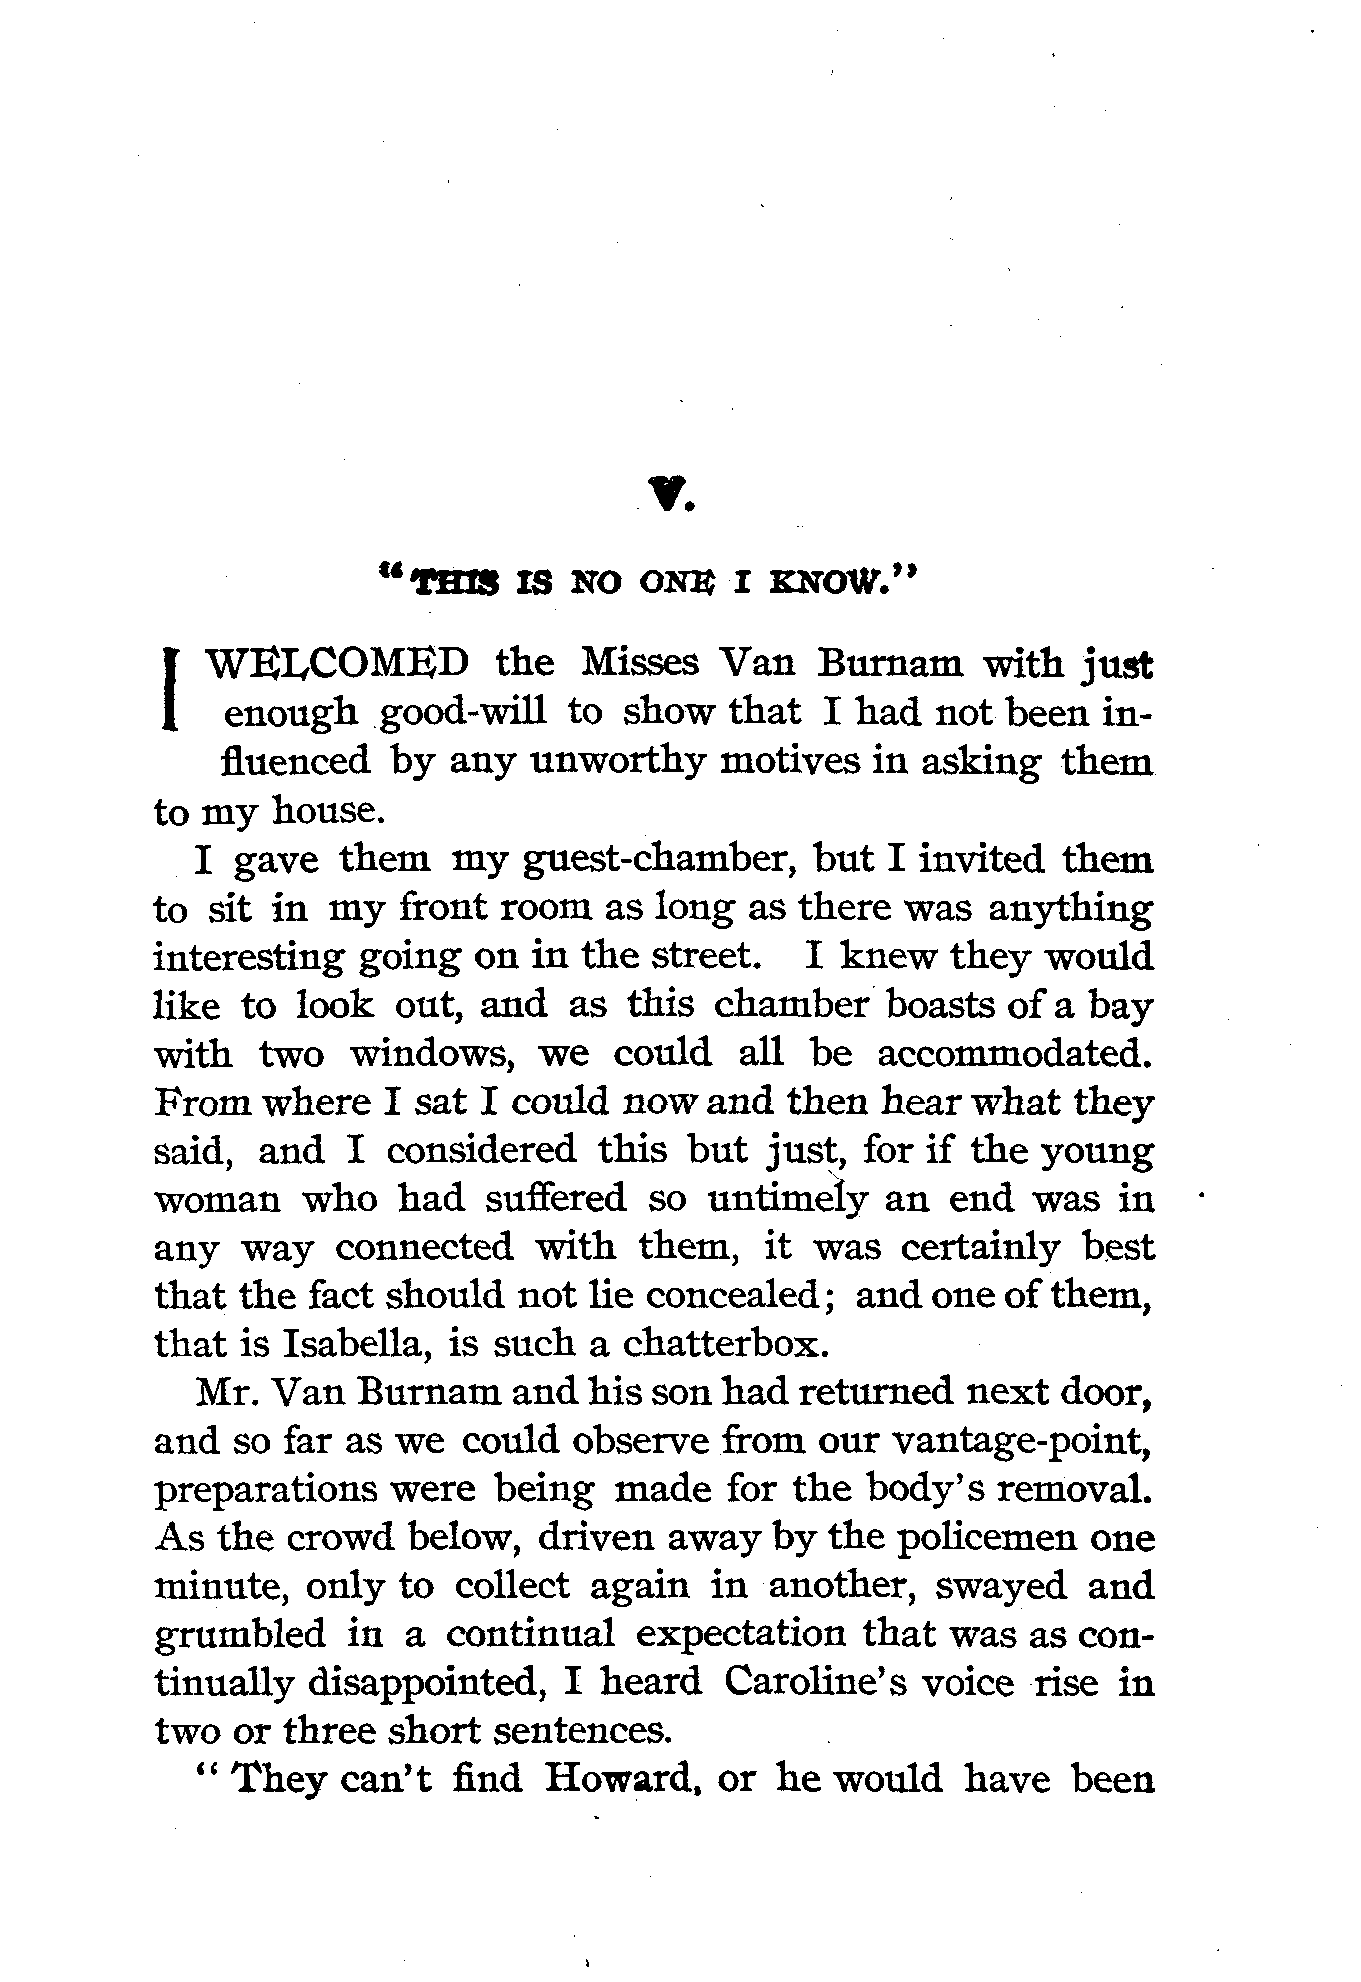 V.
"THIS IS NO ONE I KNOW."
I WELCOMED the Misses Van Burnam with just
enough good-will to show that I had not been in-
fluenced by any unworthy motives in asking them
to my house.
I gave them my guest-chamber, but I invited them
to sit in my front room as long as there was anything
interesting going on in the street. I knew they would
like to look out, and as this chamber boasts of a bay
with two windows, we could all be accommodated.
From where I sat I could now and then hear what they
said, and I considered this but just, for if the young
woman who had suffered so untimely an end was in
any way connected with them, it was certainly best
that the fact should not lie concealed; and one of them,
that is Isabella, is such a chatterbox.
Mr. Van Burnam and his son had returned next door,
and so far as we could observe from our vantage-point,
preparations were being made for the body's removal.
As the crowd below, driven away by the policemen one
minute, only to collect again in another, swayed and
grumbled in a continual expectation that was as con-
tinually disappointed, I heard Caroline's voice rise in
two or three short sentences.
"They can't find Howard, or he would have been